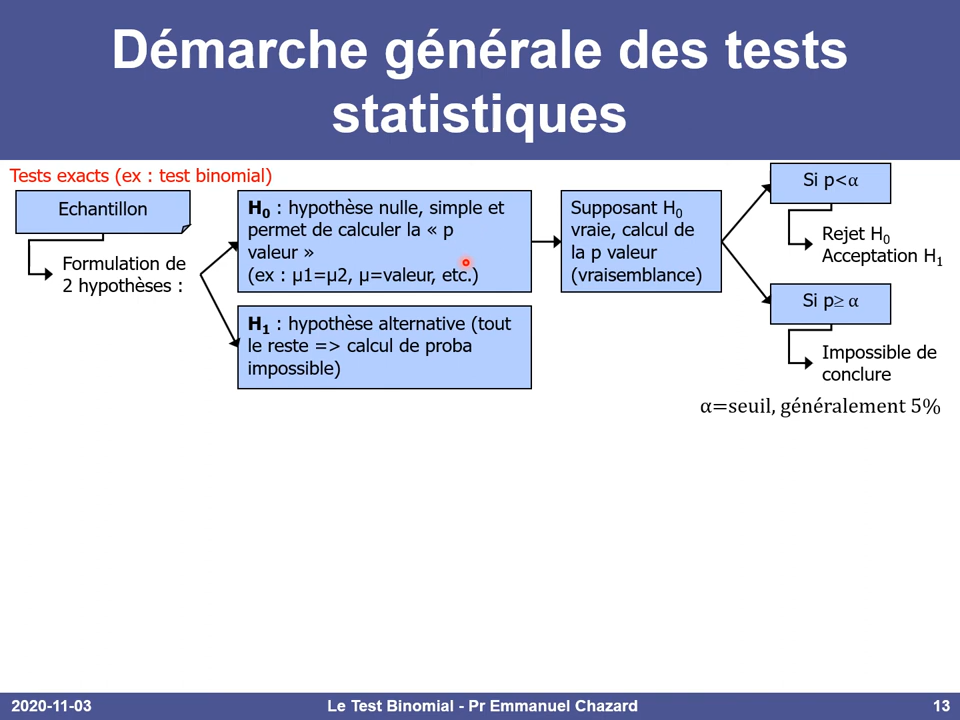 Démarche générale des tests
statistiques
Tests exacts (ex : test binomial)
Echantillon
Formulation de
2 hypothèses :
H0 : hypothèse nulle, simple et
permet de calculer la « p
valeur »
(ex : µ1=µ2, µ=valeur, etc.)
H1 : hypothèse alternative (tout
le reste => calcul de proba
impossible)
Supposant H0
vraie, calcul de
la p valeur
(vraisemblance)
Si p<α
Rejet H0
Acceptation H1
Si p≥ α
Impossible de
conclure
α=seuil, généralement 5%
2020-11-03
Le Test Binomial - Pr Emmanuel Chazard
13